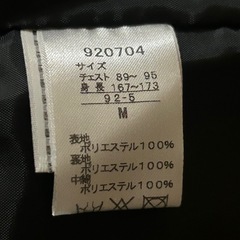 920704
サイズ
チェスト 89~ 95
身長 167~173
92-5
M
表地
ポリエステル100%
裏地
ポリエステル100%
中綿
ポリエステル100%